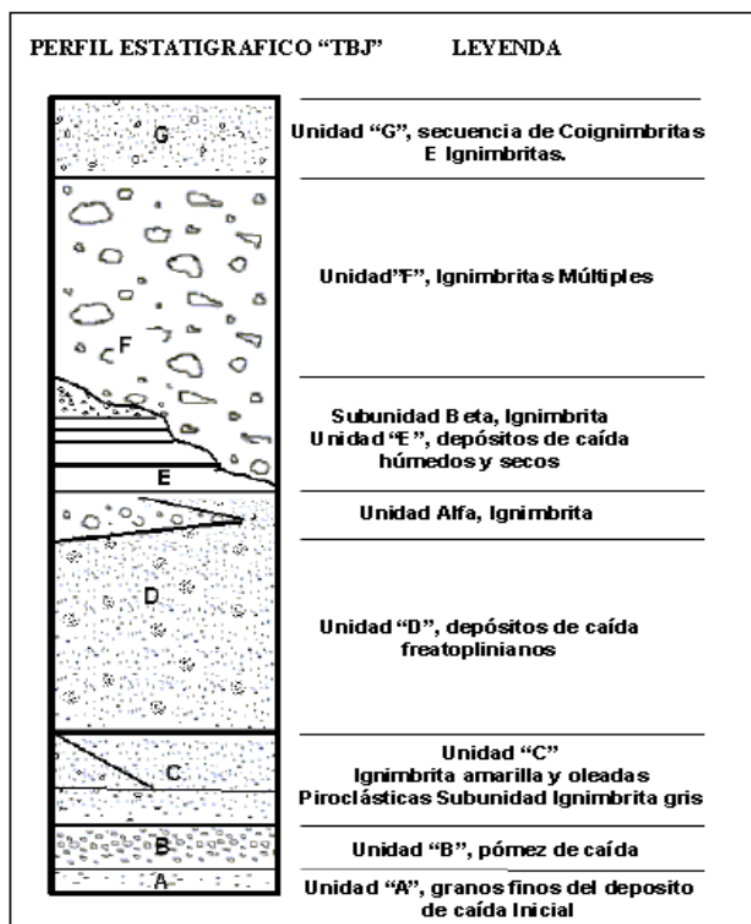 PERFIL ESTATIGRAFICO “TBJ” LEYENDA
G
Unidad “G”, secuencia de Coignimbritas
E Ignimbritas.
F
Unidad”F”, Ignimbritas Múltiples
Subunidad Beta, Ignimbrita
Unidad “E”, depósitos de caída
húmedos y secos
E
Unidad Alfa, Ignimbrita
D
Unidad “D”, depósitos de caída
freatoplinianos
C
Unidad “C”
Ignimbrita amarilla y oleadas
Piroclásticas Subunidad Ignimbrita gris
B
Unidad “B”, pómez de caída
A
Unidad “A”, granos finos del deposito
de caída Inicial